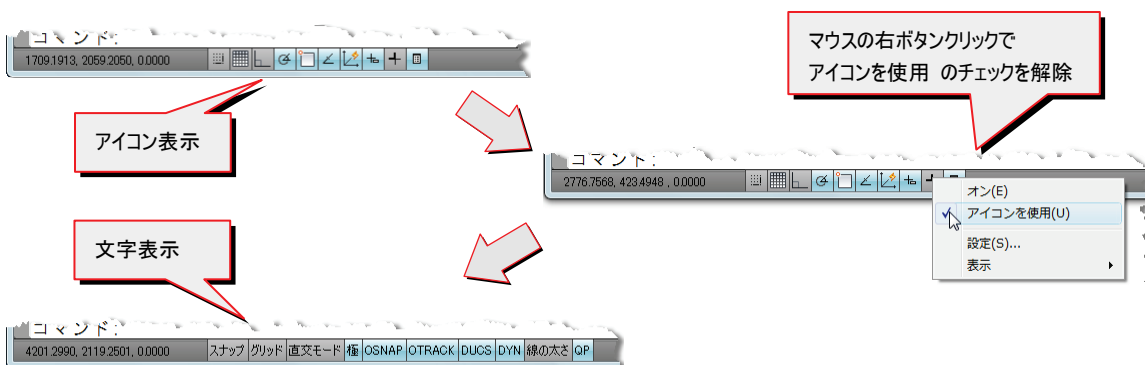 コマンド:
1709.1913, 2059.2050, 0.0000
アイコン表示
マウスの右ボタンクリックで
アイコンを使用 のチェックを解除
コマンド:
2776.7568, 423.4948 , 0.0000
オン(E)
アイコンを使用(U)
設定(S)...
表示
文字表示
コマンド:
4201.2990, 2119.2501, 0.0000 スナップ グリッド 直交モード 極 OSNAP OTRACK DUCS DYN 線の太さ QP